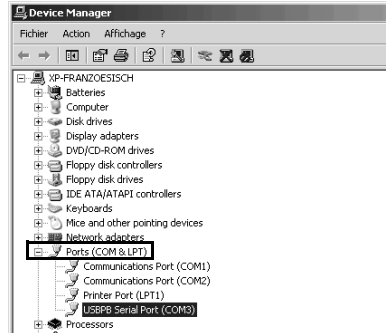 Device Manager
Fichier Action Affichage ?
XP-FRANZOESISCH
Batteries
Computer
Disk drives
Display adapters
DVD/CD-ROM drives
Floppy disk controllers
Floppy disk drives
IDE ATA/ATAPI controllers
Keyboards
Mice and other pointing devices
Network adapters
Ports (COM & LPT)
Communications Port (COM1)
Communications Port (COM2)
Printer Port (LPT1)
USBPB Serial Port (COM3)
Processors